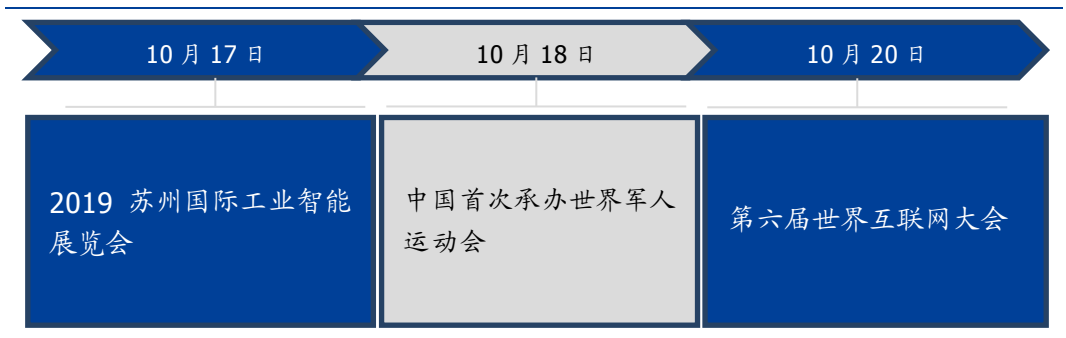 10 月 17 日
10 月 18 日
10 月 20 日
2019 苏州国际工业智能
展览会
中国首次承办世界军人
运动会
第六届世界互联网大会